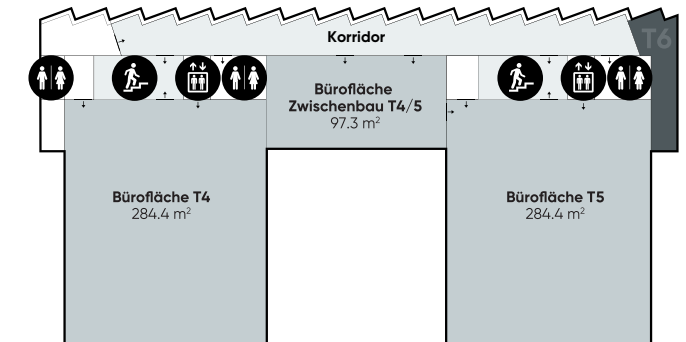 Korridor
T6
Bürofläche
Zwischenbau T4/5
97.3 m²
Bürofläche T4
284.4 m²
Bürofläche T5
284.4 m²